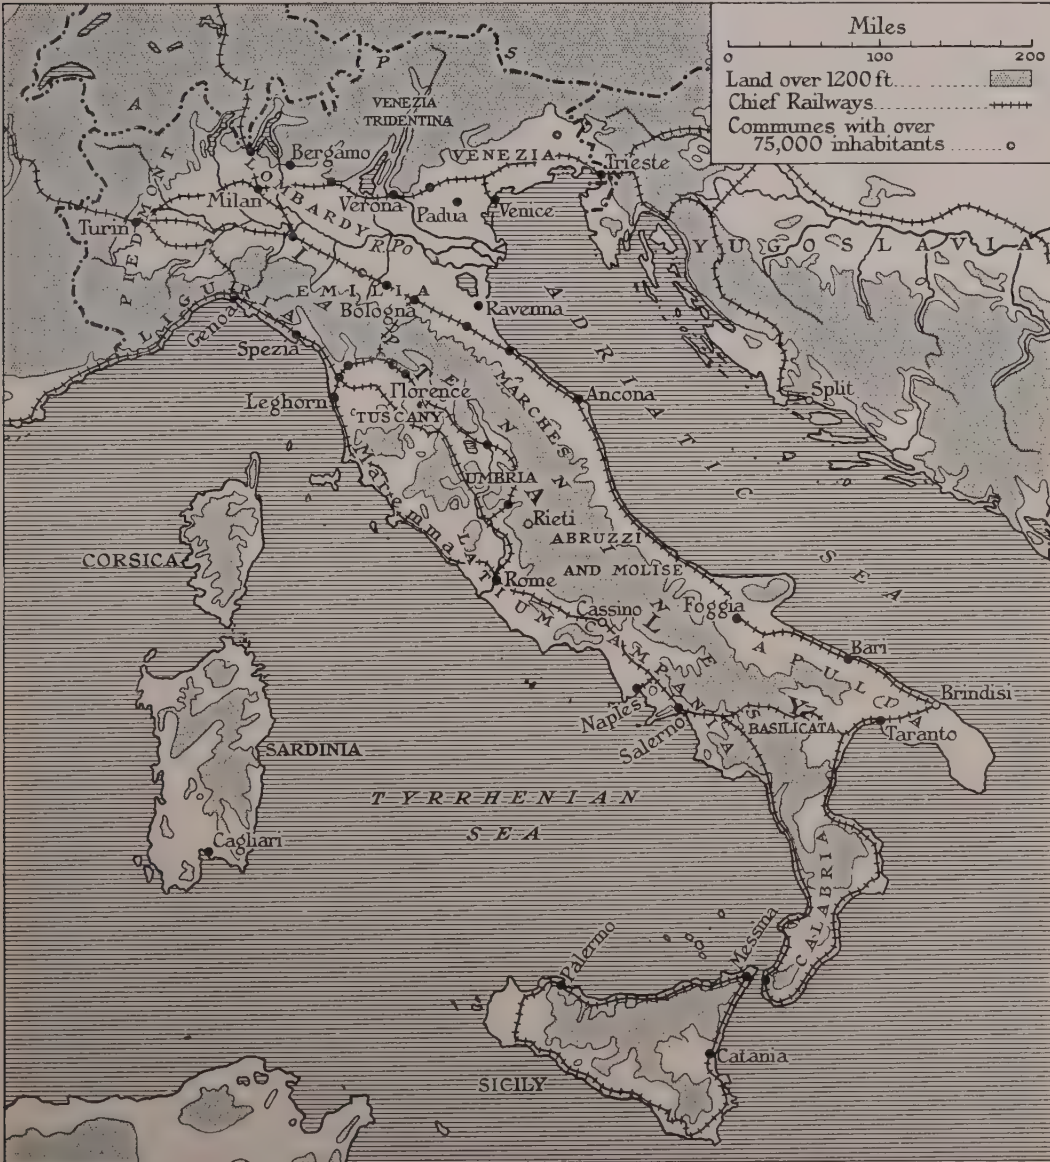 Miles
0 100 200
Land over 1200 ft.
Chief Railways
Communes with over
75,000 inhabitants
ALPS
VENEZIA
TRIDENTINA
Bergamo
VENEZIA
Trieste
PIEDMONT
LOMBARDY
Milan
Verona
Padua
Venice
Turin
R. PO
YUGOSLAVIA
LIGURIA
EMILIA
Genoa
Bologna
Ravenna
Spezia
ADRIATIC SEA
APENNINES
MARCHES
Florence
Leghorn
TUSCANY
Ancona
Split
Maremma
UMBRIA
Rieti
CORSICA
ABRUZZI
AND MOLISE
LATIUM
Rome
Cassino
Foggia
CAMPANIA
Bari
APULIA
Brindisi
Naples
Salerno
BASILICATA
Taranto
SARDINIA
TYRRHENIAN
SEA
Cagliari
CALABRIA
Messina
Palermo
Catania
SICILY